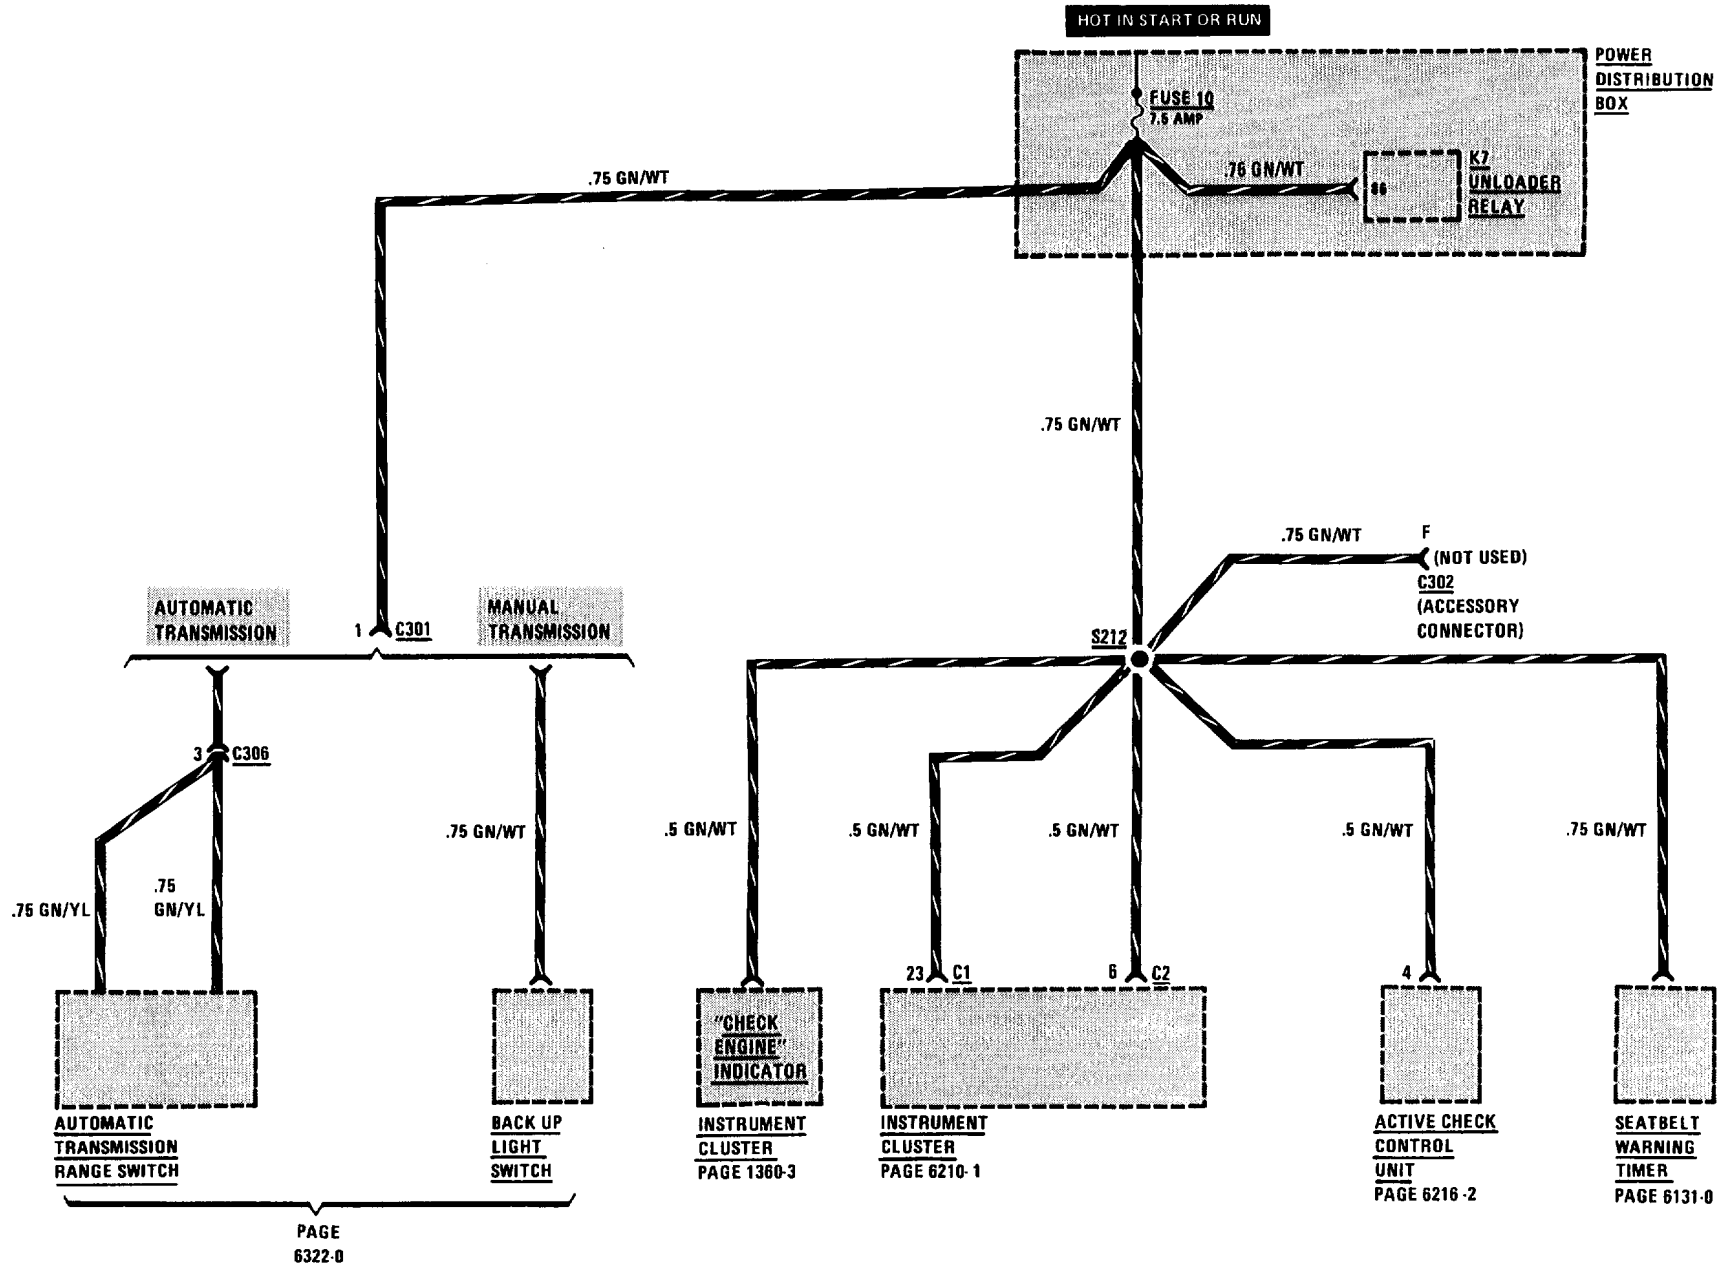 HOT IN START OR RUN
POWER
DISTRIBUTION
BOX
FUSE 10
7.5 AMP
.75 GN/WT
.75 GN/WT
86
K7
UNLOADER
RELAY
.75 GN/WT
.75 GN/WT
F
(NOT USED)
C302
(ACCESSORY
CONNECTOR)
AUTOMATIC
TRANSMISSION
MANUAL
TRANSMISSION
1
C301
S212
3
C306
.75 GN/WT
.5 GN/WT
.5 GN/WT
.5 GN/WT
.5 GN/WT
.75 GN/WT
.75 GN/YL
.75
GN/YL
23
C1
6
C2
4
"CHECK
ENGINE"
INDICATOR
AUTOMATIC
TRANSMISSION
RANGE SWITCH
BACK UP
LIGHT
SWITCH
INSTRUMENT
CLUSTER
PAGE 1360-3
INSTRUMENT
CLUSTER
PAGE 6210-1
ACTIVE CHECK
CONTROL
UNIT
PAGE 6216-2
SEATBELT
WARNING
TIMER
PAGE 6131-0
PAGE
6322-0